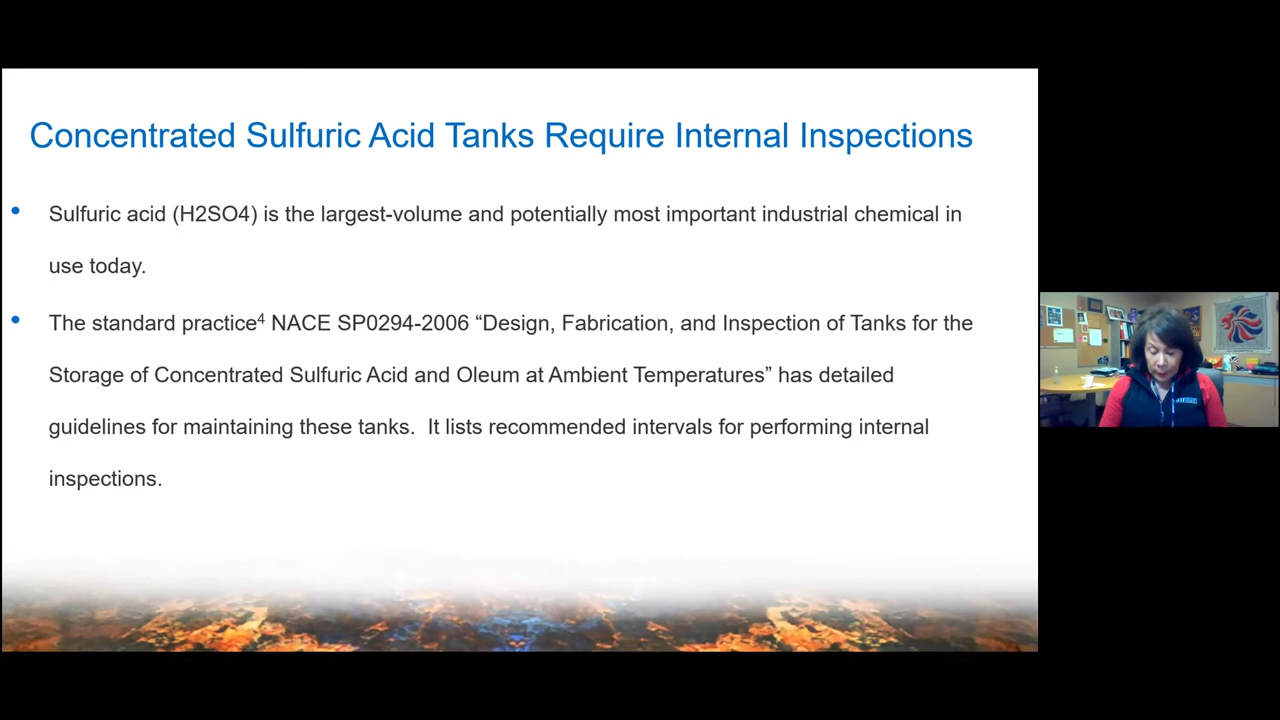 Concentrated Sulfuric Acid Tanks Require Internal Inspections
• Sulfuric acid (H2SO4) is the largest-volume and potentially most important industrial chemical in
use today.
• The standard practice⁴ NACE SP0294-2006 “Design, Fabrication, and Inspection of Tanks for the
Storage of Concentrated Sulfuric Acid and Oleum at Ambient Temperatures” has detailed
guidelines for maintaining these tanks.  It lists recommended intervals for performing internal
inspections.